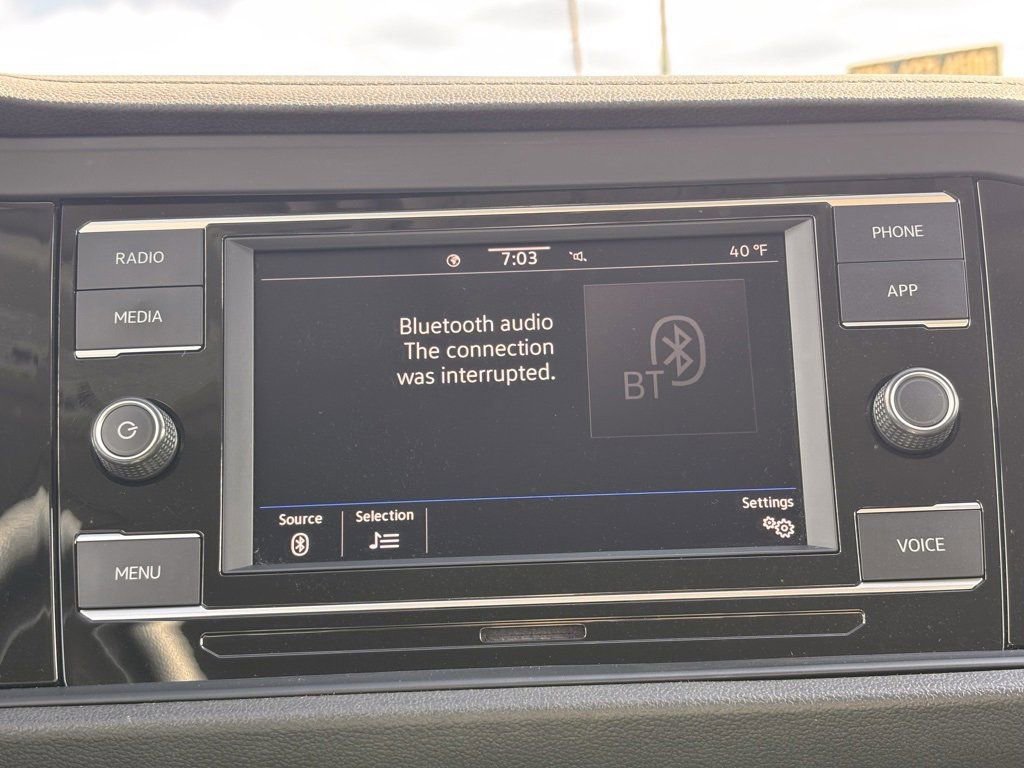 RADIO
MEDIA
MENU
7:03
40 °F
Bluetooth audio
The connection
was interrupted.
BT
Source
Selection
Settings
PHONE
APP
VOICE